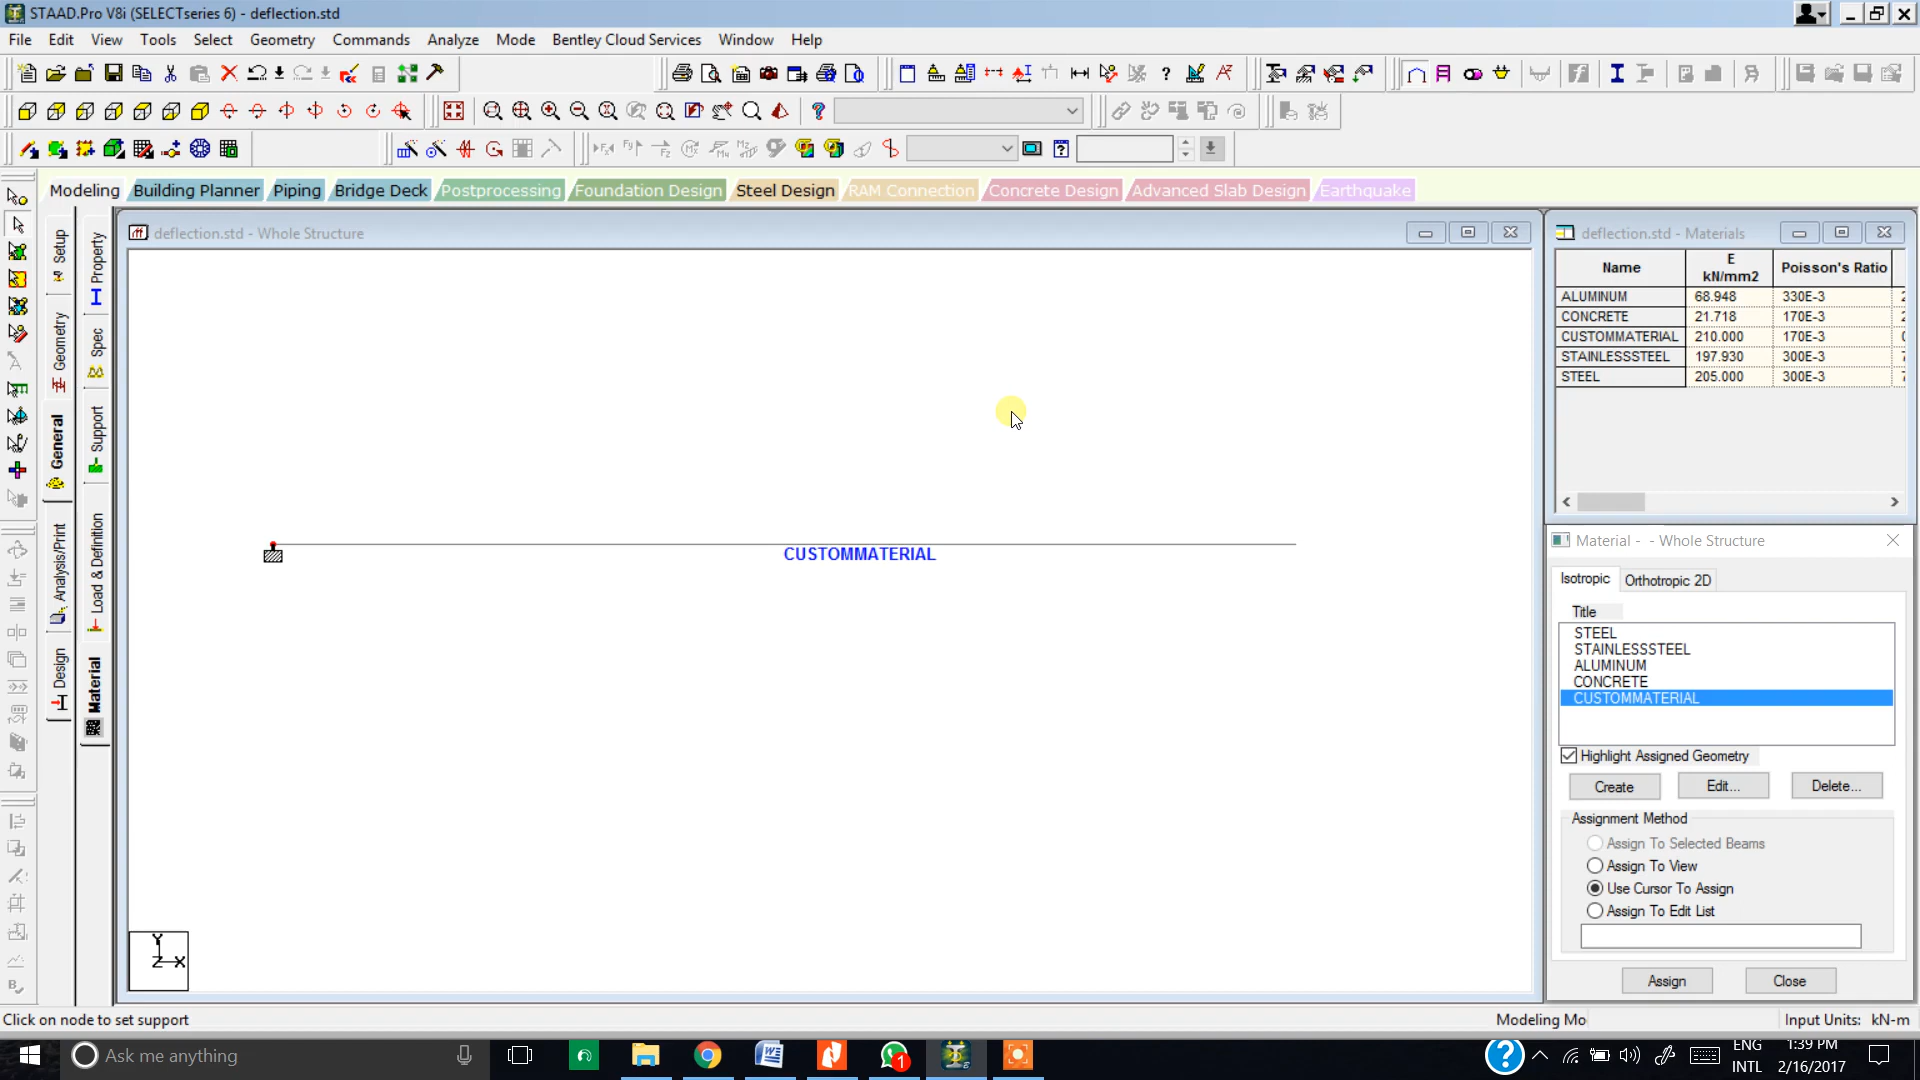 STAAD.Pro V8i (SELECTseries 6) - deflection.std
File Edit View Tools Select Geometry Commands Analyze Mode Bentley Cloud Services Window Help
Modeling Building Planner Piping Bridge Deck Postprocessing Foundation Design Steel Design RAM Connection Concrete Design Advanced Slab Design Earthquake
Setup
Geometry
General
Analysis/Print
Design
Property
Spec
Support
Load & Definition
Material
deflection.std - Whole Structure
CUSTOMMATERIAL
Y
Z X
deflection.std - Materials
Name E kN/mm2 Poisson's Ratio
ALUMINUM 68.948 330E-3
CONCRETE 21.718 170E-3
CUSTOMMATERIAL 210.000 170E-3
STAINLESSSTEEL 197.930 300E-3
STEEL 205.000 300E-3
Material - - Whole Structure
Isotropic Orthotropic 2D
Title
STEEL
STAINLESSSTEEL
ALUMINUM
CONCRETE
CUSTOMMATERIAL
Highlight Assigned Geometry
Create Edit... Delete...
Assignment Method
Assign To Selected Beams
Assign To View
Use Cursor To Assign
Assign To Edit List
Assign Close
Click on node to set support
Modeling Mo
Input Units: kN-m
Ask me anything
1
ENG
INTL
1:39 PM
2/16/2017